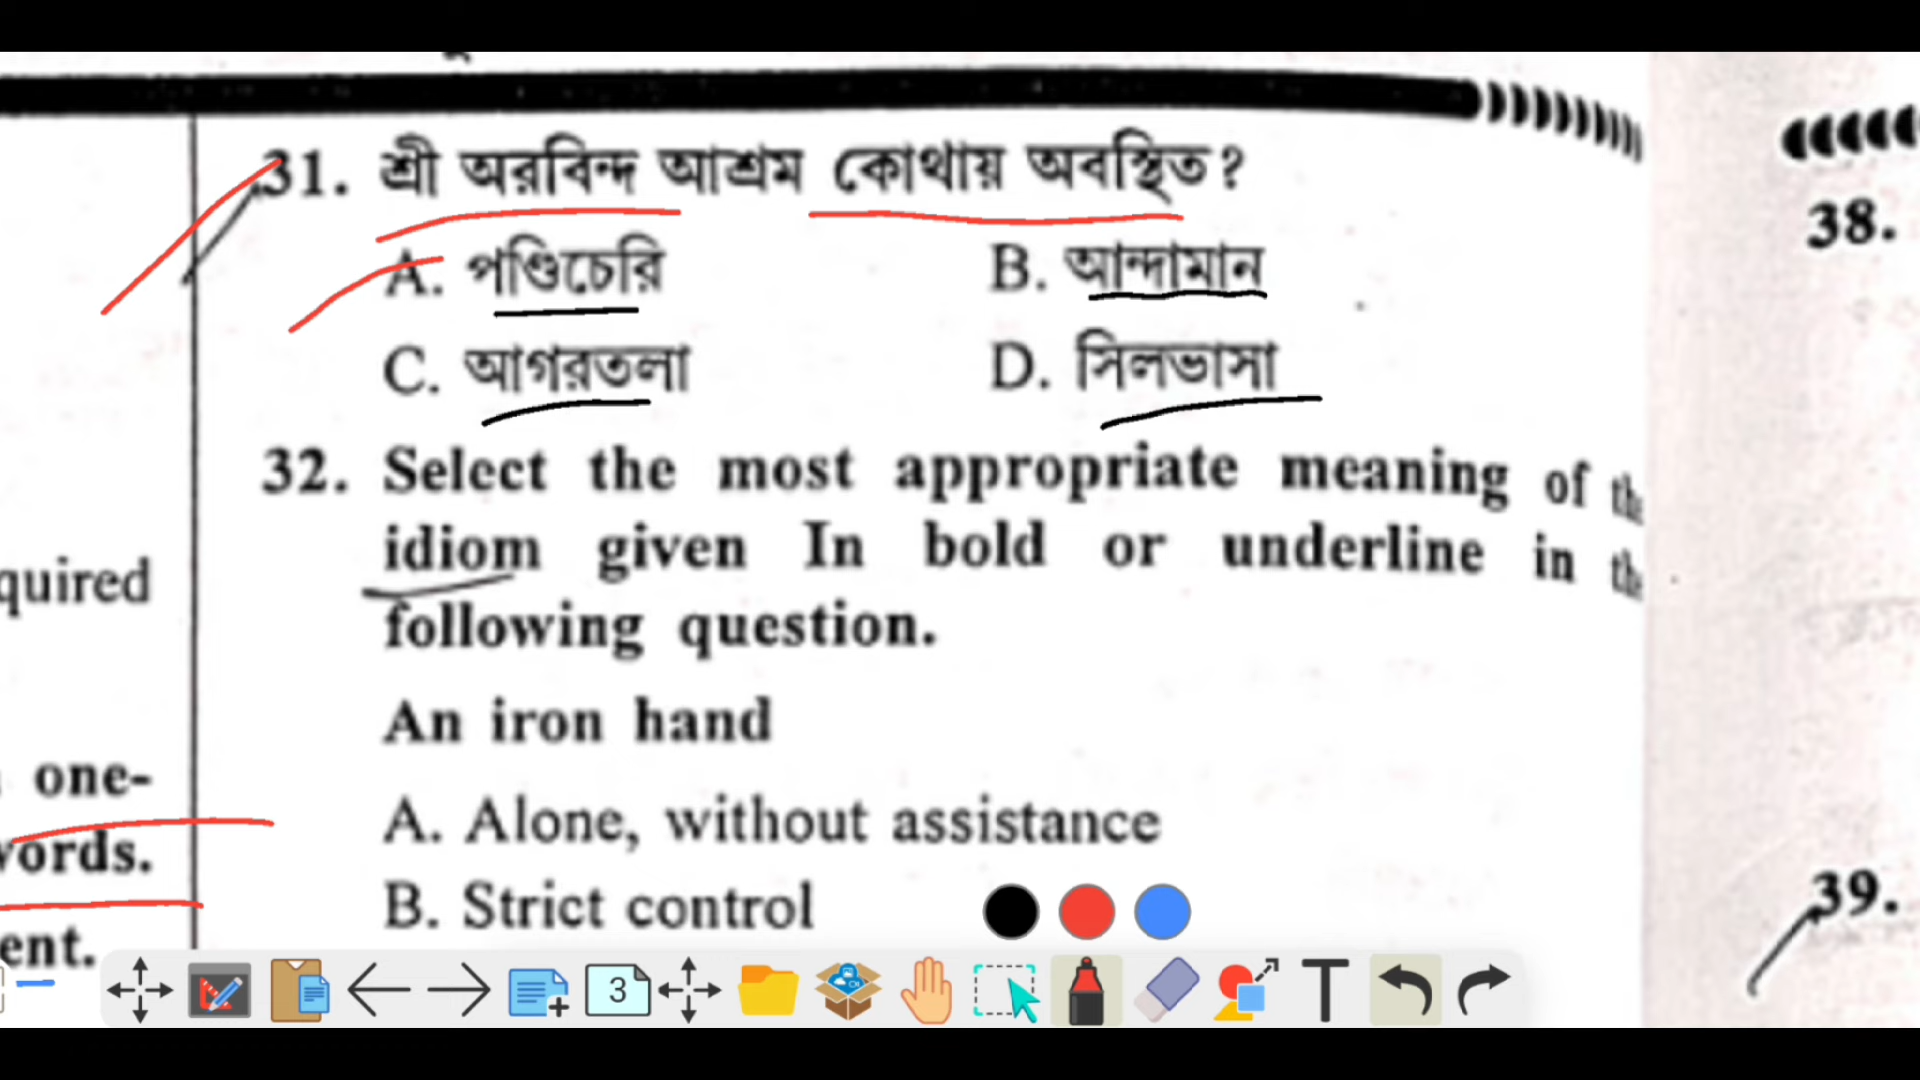 31. শ্রী অরবিন্দ আশ্রম কোথায় অবস্থিত?
A. পণ্ডিচেরি B. আন্দামান
C. আগরতলা D. সিলভাসা
32. Select the most appropriate meaning of
idiom given In bold or underline in
following question.
An iron hand
A. Alone, without assistance
B. Strict control
quired
one-
ords.
ent.
38.
39.
3
T